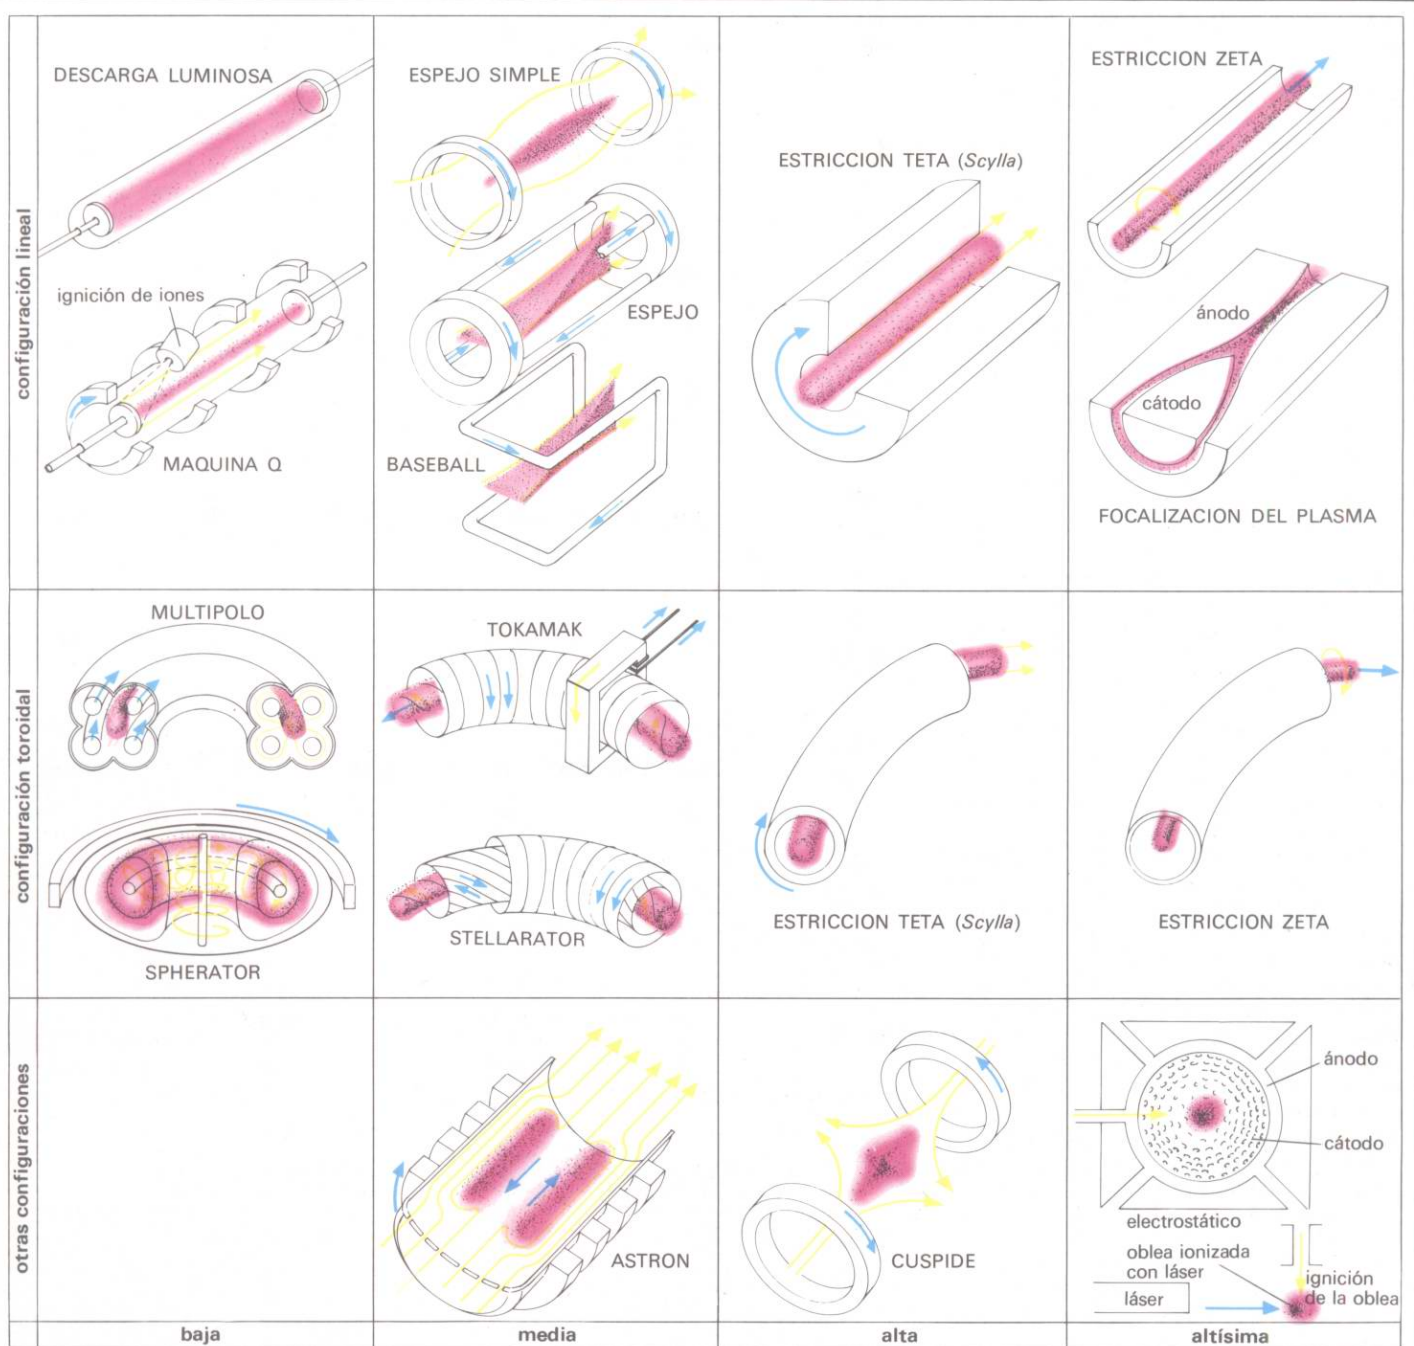 configuración lineal
DESCARGA LUMINOSA
ignición de iones
MAQUINA Q
ESPEJO SIMPLE
ESPEJO
BASEBALL
ESTRICCION TETA (Scylla)
ESTRICCION ZETA
ánodo
cátodo
FOCALIZACION DEL PLASMA
configuración toroidal
MULTIPOLO
SPHERATOR
TOKAMAK
STELLARATOR
ESTRICCION TETA (Scylla)
ESTRICCION ZETA
otras configuraciones
ASTRON
CUSPIDE
ánodo
cátodo
electrostático
oblea ionizada
con láser
láser
ignición
de la oblea
baja
media
alta
altísima